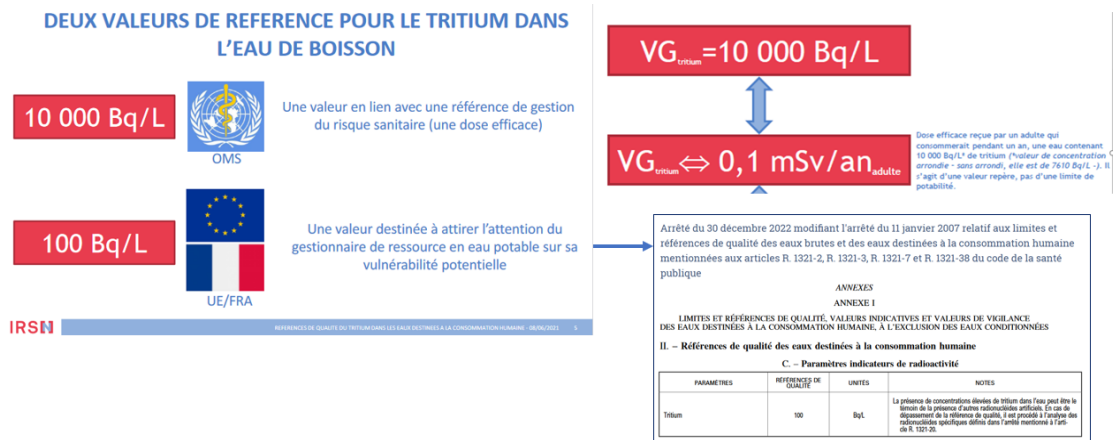 DEUX VALEURS DE REFERENCE POUR LE TRITIUM DANS
L'EAU DE BOISSON
10 000 Bq/L
OMS
Une valeur en lien avec une référence de gestion
du risque sanitaire (une dose efficace)
100 Bq/L
UE/FRA
Une valeur destinée à attirer l'attention du
gestionnaire de ressource en eau potable sur sa
vulnérabilité potentielle
IRSN
REFERENCES DE QUALITE DU TRITIUM DANS LES EAUX DESTINEES A LA CONSOMMATION HUMAINE - 08/06/2021 5
VG tritium =10 000 Bq/L
VG tritium ⇔ 0,1 mSv/an adulte
Dose efficace reçue par un adulte qui
consommerait pendant un an, une eau contenant
10 000 Bq/L* de tritium (*valeur de concentration
arrondie - sans arrondi, elle est de 7610 Bq/L -). Il
s'agit d'une valeur repère, pas d'une limite de
potabilité.
Arrêté du 30 décembre 2022 modifiant l'arrêté du 11 janvier 2007 relatif aux limites et
références de qualité des eaux brutes et des eaux destinées à la consommation humaine
mentionnées aux articles R. 1321-2, R. 1321-3, R. 1321-7 et R. 1321-38 du code de la santé
publique
ANNEXES
ANNEXE I
LIMITES ET RÉFÉRENCES DE QUALITÉ, VALEURS INDICATIVES ET VALEURS DE VIGILANCE
DES EAUX DESTINÉES À LA CONSOMMATION HUMAINE, À L'EXCLUSION DES EAUX CONDITIONNÉES
II. – Références de qualité des eaux destinées à la consommation humaine
C. – Paramètres indicateurs de radioactivité
PARAMÈTRES
RÉFÉRENCES DE
QUALITÉ
UNITÉS
NOTES
Tritium
100
Bq/L
La présence de concentrations élevées de tritium dans l'eau peut être le
témoin de la présence d'autres radionucléides artificiels. En cas de
dépassement de la référence de qualité, il est procédé à l'analyse des
radionucléides spécifiques définis dans l'arrêté mentionné à l'arti-
cle R. 1321-20.